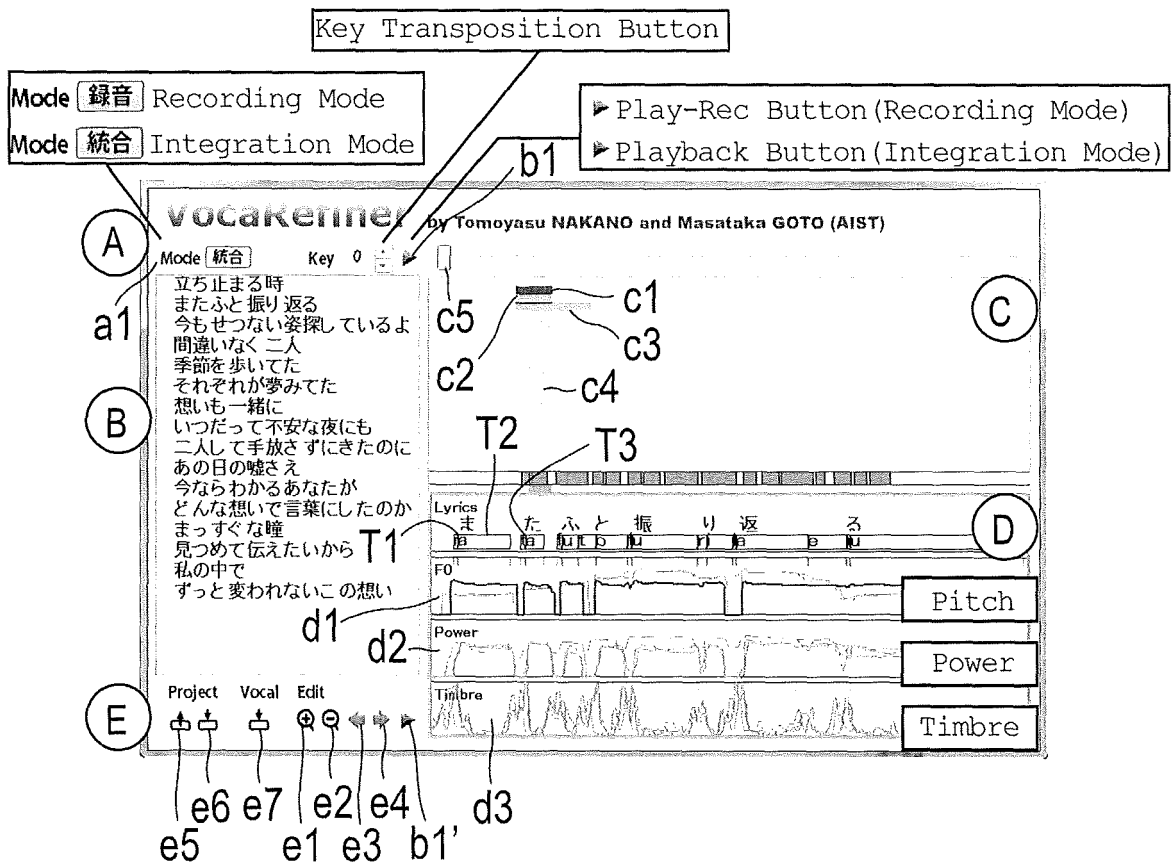 Key Transposition Button
Mode 録音 Recording Mode
Mode 統合 Integration Mode
Play-Rec Button(Recording Mode)
Playback Button(Integration Mode)
b1
VocaRefiner by Tomoyasu NAKANO and Masataka GOTO (AIST)
A
Mode 統合 Key 0
a1
c5
c1
c2
c3
c4
C
B
立ち止まる時
またふと振り返る
今もせつない姿探しているよ
間違いなく二人
季節を歩いてた
それぞれが夢みてた
想いも一緒に
いつだって不安な夜にも
二人して手放さずにきたのに
あの日の嘘さえ
今ならわかるあなたが
どんな想いで言葉にしたのか
まっすぐな瞳
見つめて伝えたいから
私の中で
ずっと変われないこの想い
T2
T3
T1
Lyrics
ま た ふ と 振 り 返 る
a a u t o u r i a e u
D
F0
d1
Pitch
Power
d2
Power
Timbre
d3
Timbre
E
Project Vocal Edit
e5
e6
e7
e1
e2
e3
e4
b1'